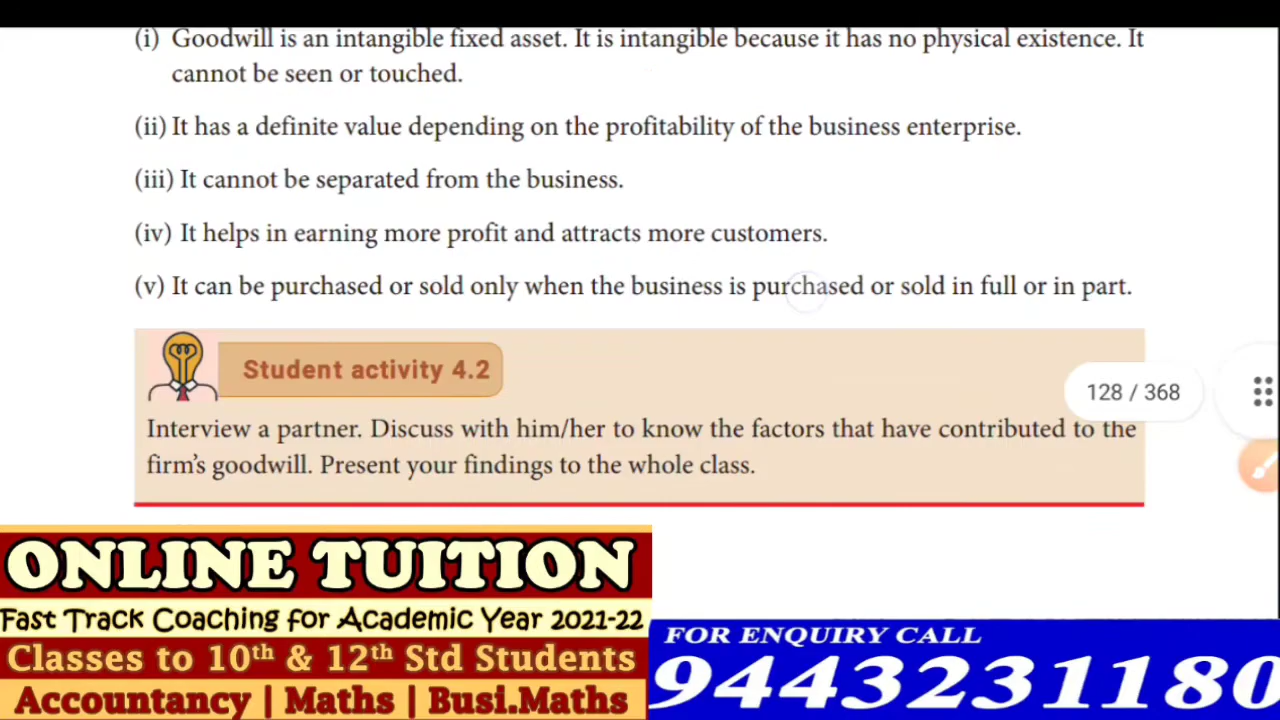 (i) Goodwill is an intangible fixed asset. It is intangible because it has no physical existence. It
cannot be seen or touched.
(ii) It has a definite value depending on the profitability of the business enterprise.
(iii) It cannot be separated from the business.
(iv) It helps in earning more profit and attracts more customers.
(v) It can be purchased or sold only when the business is purchased or sold in full or in part.
Student activity 4.2
128 / 368
Interview a partner. Discuss with him/her to know the factors that have contributed to the
firm's goodwill. Present your findings to the whole class.
ONLINE TUITION
Fast Track Coaching for Academic Year 2021-22
Classes to 10th & 12th Std Students
Accountancy | Maths | Busi.Maths
FOR ENQUIRY CALL
9443231180